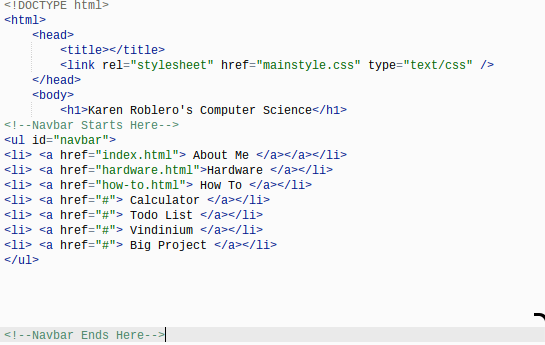 <!DOCTYPE html>
<html>
    <head>
        <title></title>
        <link rel="stylesheet" href="mainstyle.css" type="text/css" />
    </head>
    <body>
        <h1>Karen Roblero's Computer Science</h1>
<!--Navbar Starts Here-->
<ul id="navbar">
<li> <a href="index.html"> About Me </a></a></li>
<li> <a href="hardware.html">Hardware </a></li>
<li> <a href="how-to.html"> How To </a></li>
<li> <a href="#"> Calculator </a></li>
<li> <a href="#"> Todo List </a></li>
<li> <a href="#"> Vindinium </a></li>
<li> <a href="#"> Big Project </a></li>
</ul>
<!--Navbar Ends Here-->